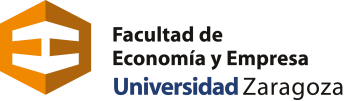 Facultad de
Economía y Empresa
Universidad Zaragoza